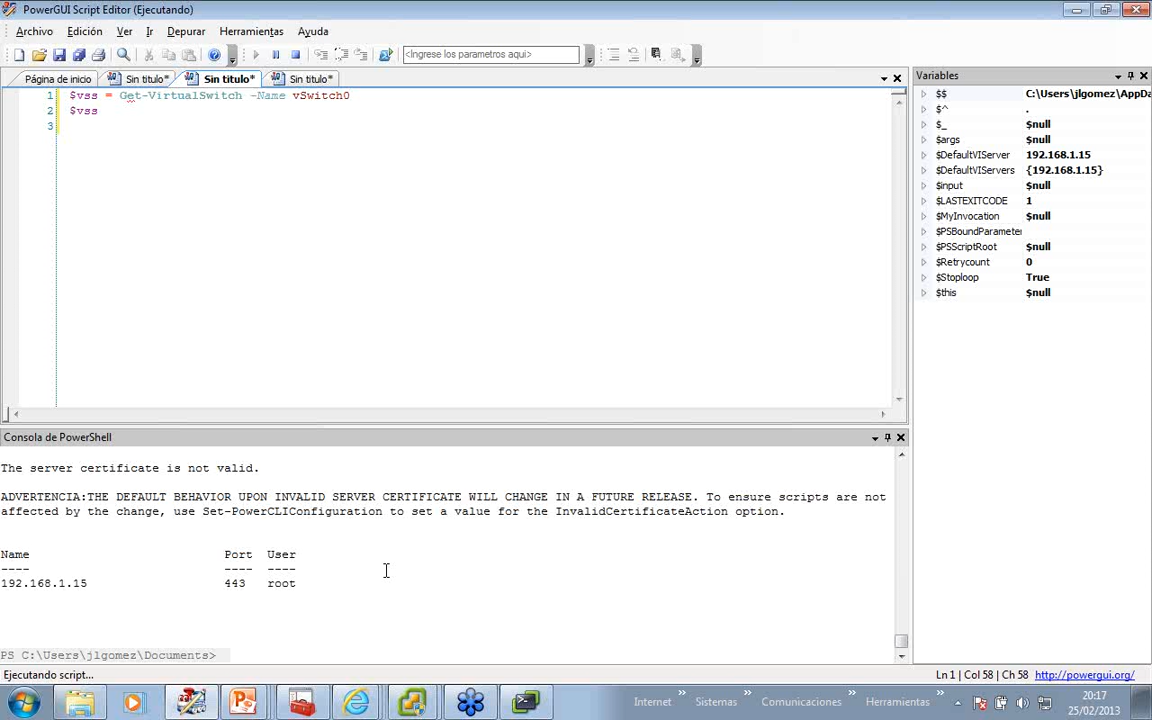 PowerGUI Script Editor (Ejecutando)
Archivo Edición Ver Ir Depurar Herramientas Ayuda
<Ingrese los parametros aqui>
Página de inicio Sin titulo* Sin titulo* Sin titulo*
1 $vss = Get-VirtualSwitch -Name vSwitch0
2 $vss
3
Variables
$$ C:\Users\jlgomez\AppDa
$^ .
$_ $null
$args $null
$DefaultVIServer 192.168.1.15
$DefaultVIServers {192.168.1.15}
$input $null
$LASTEXITCODE 1
$MyInvocation $null
$PSBoundParameter
$PSScriptRoot $null
$Retrycount 0
$Stoploop True
$this $null
Consola de PowerShell
The server certificate is not valid.
ADVERTENCIA:THE DEFAULT BEHAVIOR UPON INVALID SERVER CERTIFICATE WILL CHANGE IN A FUTURE RELEASE. To ensure scripts are not
affected by the change, use Set-PowerCLIConfiguration to set a value for the InvalidCertificateAction option.
Name Port User
---- ---- ----
192.168.1.15 443 root
PS C:\Users\jlgomez\Documents>
Ejecutando script...
Ln 1 | Col 58 | Ch 58 http://powergui.org/
Internet » Sistemas » Comunicaciones » Herramientas »
20:17
25/02/2013